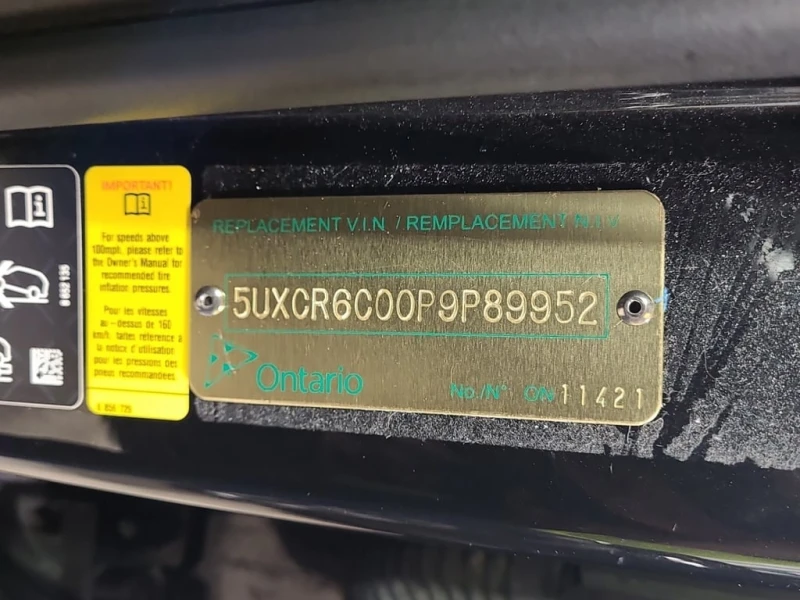 IMPORTANT!
For speeds above
100mph, please refer to
the Owner's Manual for
recommended tire
inflation pressures.
Pour les vitesses
au-dessus de 160
km/h, faites référence à
la notice d'utilisation
pour les pressions des
pneus recommandées.
REPLACEMENT V.I.N. / REMPLACEMENT N.I.V.
5UXCR6C00P9P89952
Ontario
No./N° ON 11421